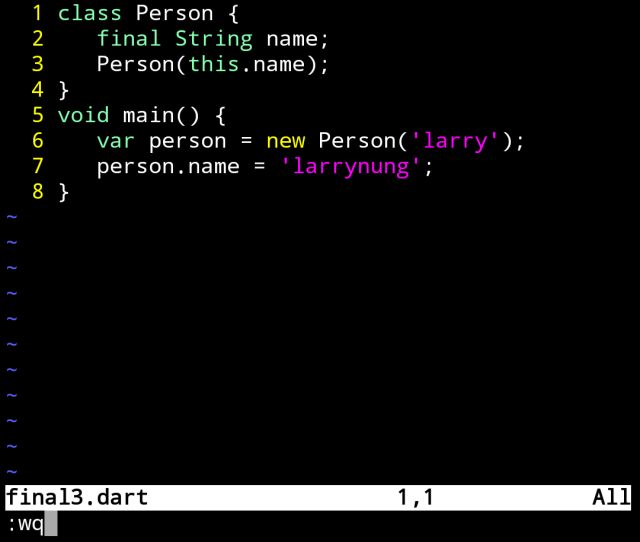 1 class Person {
2    final String name;
3    Person(this.name);
4 }
5 void main() {
6    var person = new Person('larry');
7    person.name = 'larrynung';
8 }
~
~
~
~
~
~
~
~
~
~
~
final3.dart 1,1 All
:wq